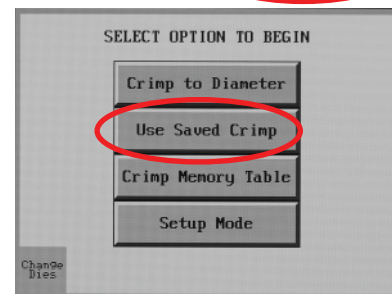 SELECT OPTION TO BEGIN
Crimp to Diameter
Use Saved Crimp
Crimp Memory Table
Setup Mode
Change
Dies